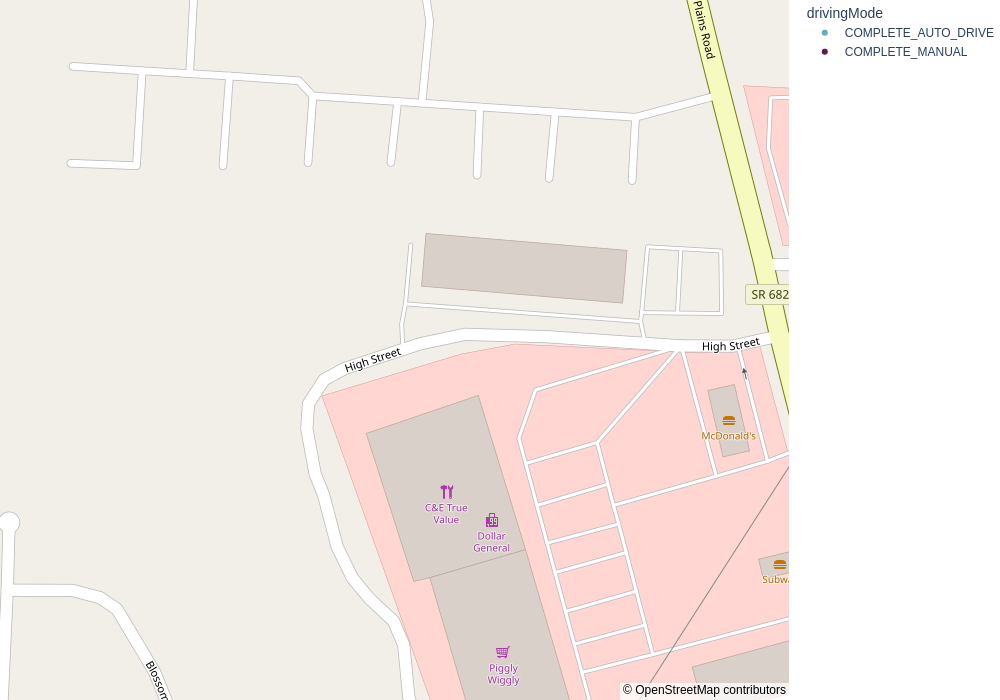 Plains Road
drivingMode
COMPLETE_AUTO_DRIVE
COMPLETE_MANUAL
SR 682
High Street
High Street
McDonald's
C&E True
Value
Dollar
General
Subwa
Piggly
Wiggly
Blossom
© OpenStreetMap contributors